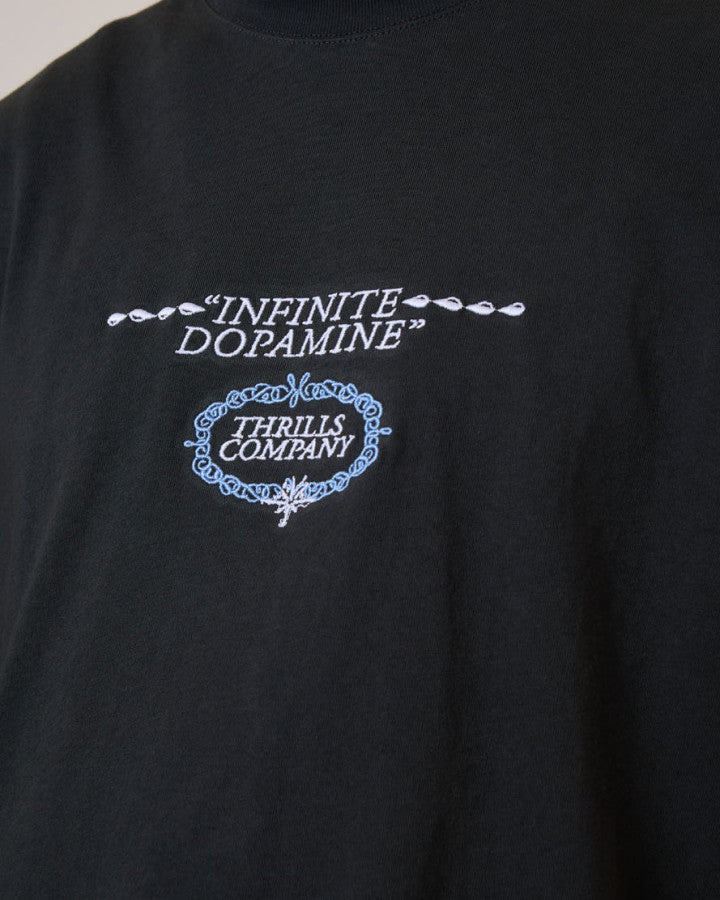 “INFINITE
DOPAMINE”
THRILLS
COMPANY